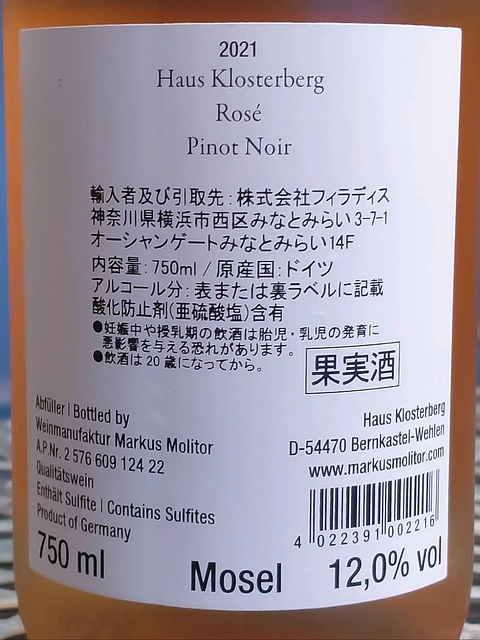 2021
Haus Klosterberg
Rosé
Pinot Noir
輸入者及び引取先：株式会社フィラディス
神奈川県横浜市西区みなとみらい3-7-1
オーシャンゲートみなとみらい14F
内容量：750ml / 原産国：ドイツ
アルコール分：表または裏ラベルに記載
酸化防止剤(亜硫酸塩)含有
●妊娠中や授乳期の飲酒は胎児・乳児の発育に
悪影響を与える恐れがあります。
●飲酒は20歳になってから。
果実酒
Abfüller | Bottled by
Weinmanufaktur Markus Molitor
A.P.Nr. 2 576 609 124 22
Qualitätswein
Enthält Sulfite | Contains Sulfites
Product of Germany
750 ml
Haus Klosterberg
D-54470 Bernkastel-Wehlen
www.markusmolitor.com
4 022391 002216
Mosel
12,0% vol